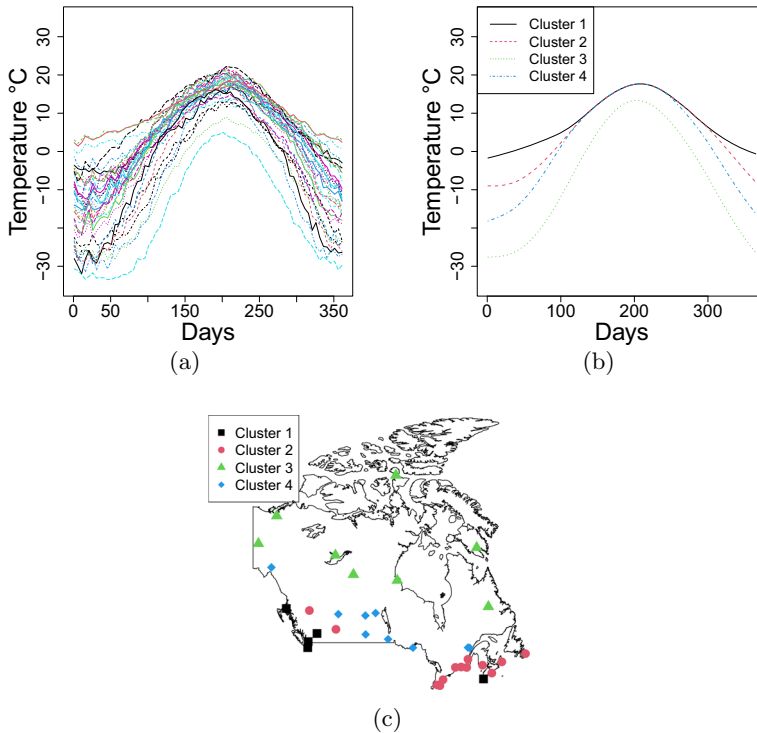 Temperature °C
30
20
10
0
−10
−30
0 50 150 250 350
Days
(a)
Temperature °C
30
20
10
0
−10
−30
Cluster 1
Cluster 2
Cluster 3
Cluster 4
0 100 200 300
Days
(b)
Cluster 1
Cluster 2
Cluster 3
Cluster 4
(c)